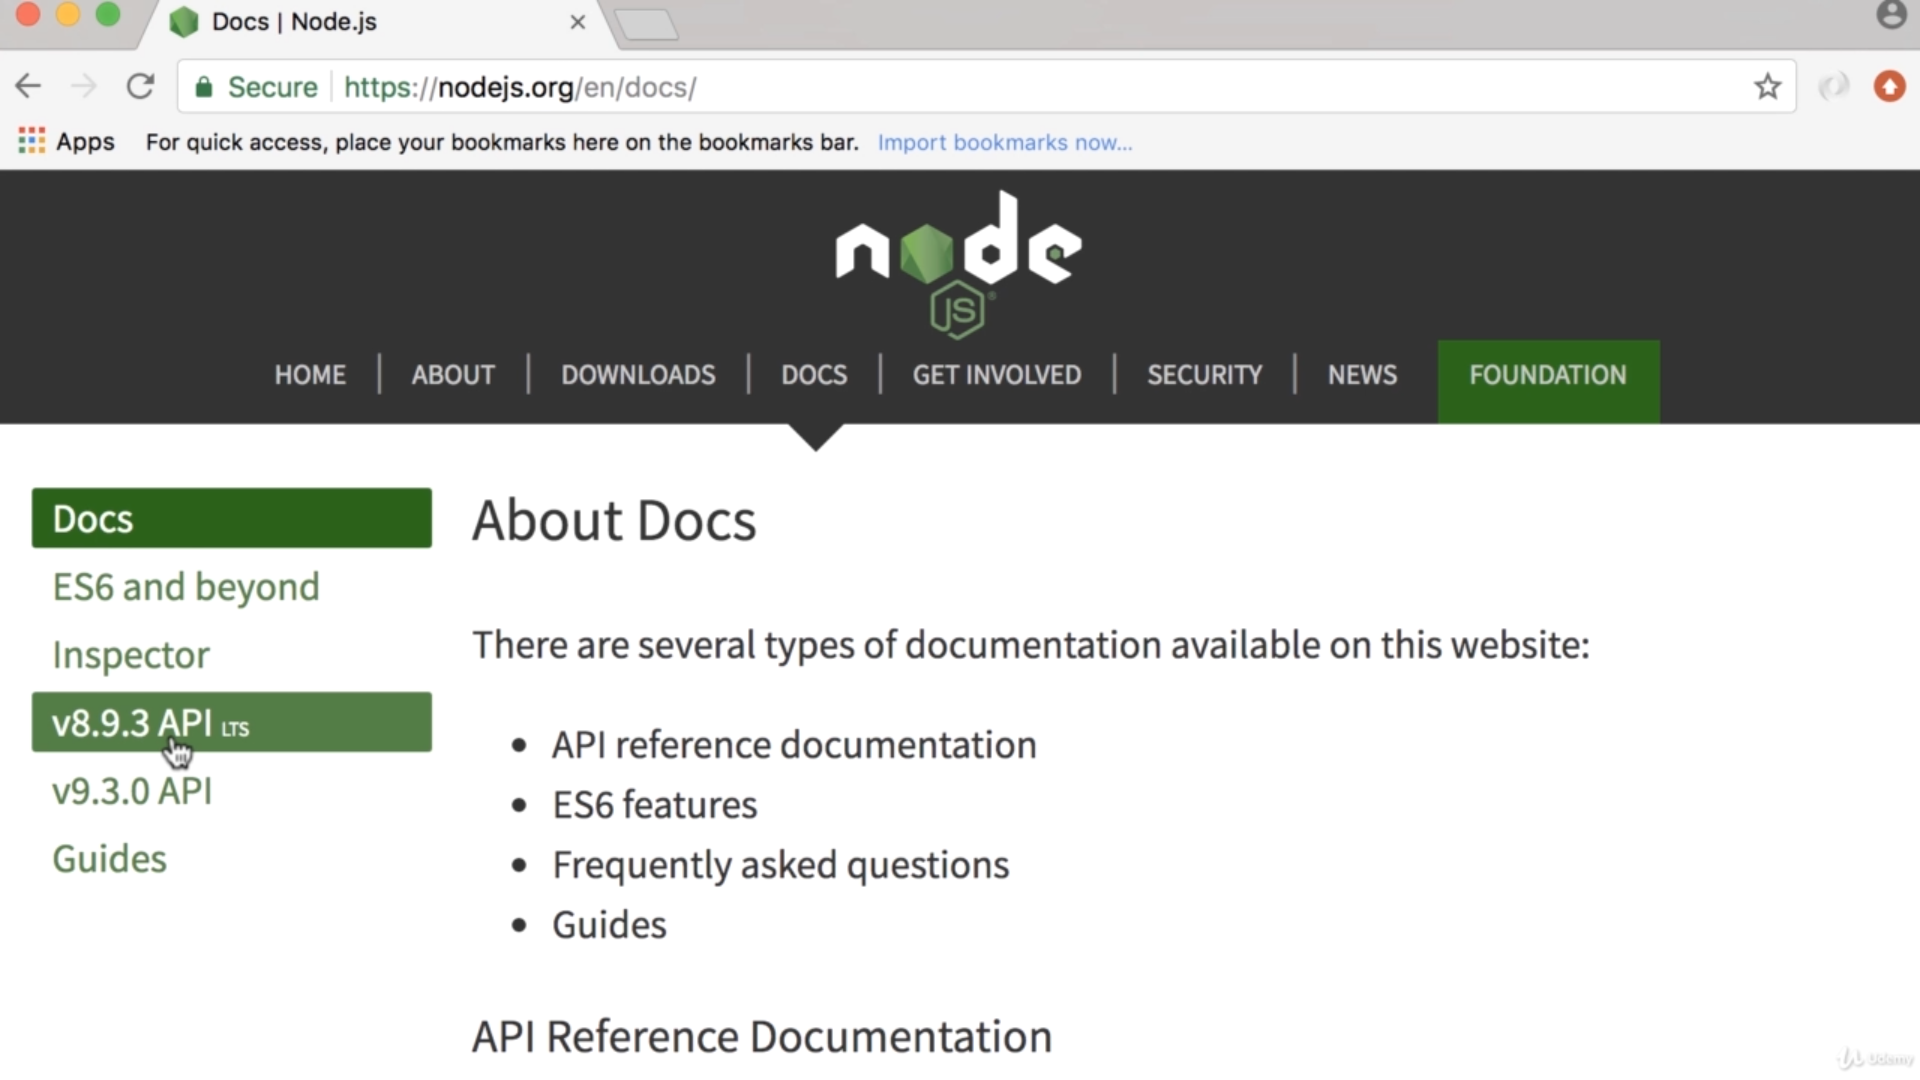 Docs | Node.js
Secure https://nodejs.org/en/docs/
Apps For quick access, place your bookmarks here on the bookmarks bar. Import bookmarks now...
node
JS®
HOME ABOUT DOWNLOADS DOCS GET INVOLVED SECURITY NEWS FOUNDATION
Docs
ES6 and beyond
Inspector
v8.9.3 API LTS
v9.3.0 API
Guides
About Docs
There are several types of documentation available on this website:
• API reference documentation
• ES6 features
• Frequently asked questions
• Guides
API Reference Documentation
Udemy